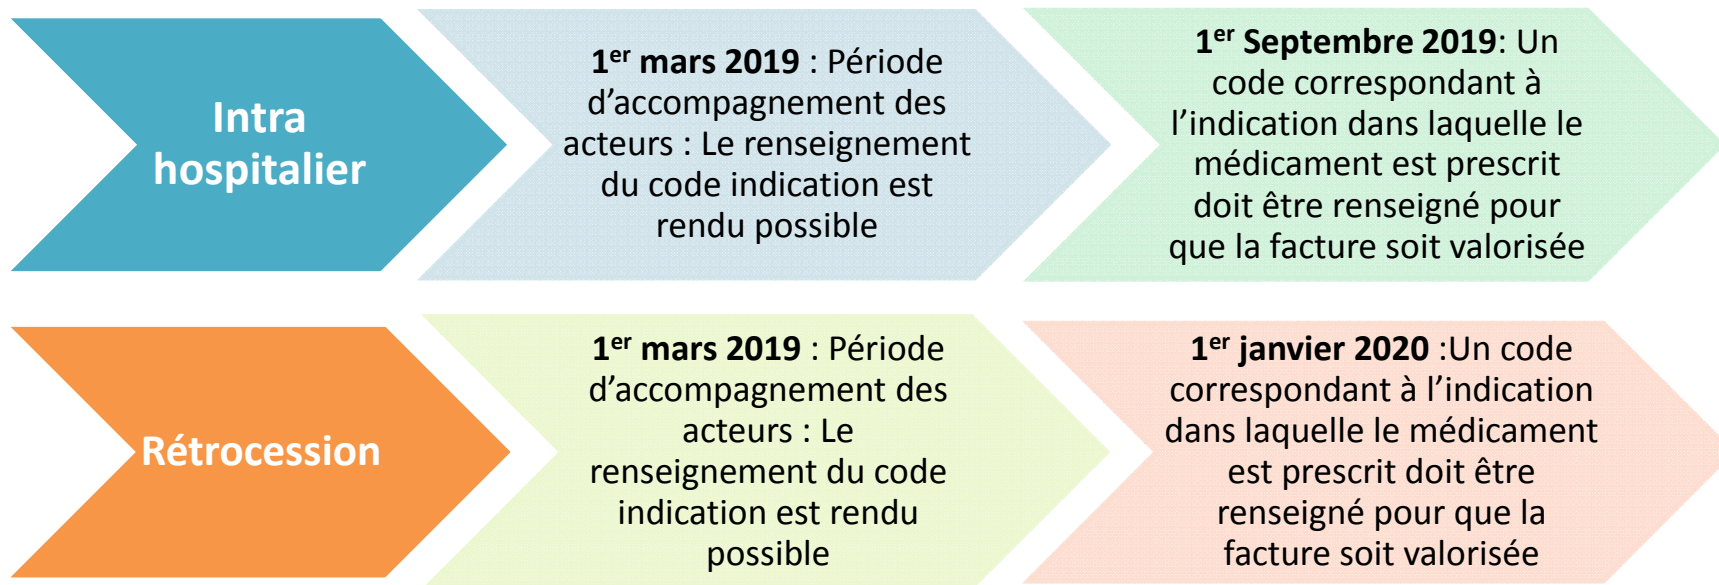 Intra
hospitalier
1er mars 2019 : Période
d’accompagnement des
acteurs : Le renseignement
du code indication est
rendu possible
1er Septembre 2019: Un
code correspondant à
l’indication dans laquelle le
médicament est prescrit
doit être renseigné pour
que la facture soit valorisée
Rétrocession
1er mars 2019 : Période
d’accompagnement des
acteurs : Le
renseignement du code
indication est rendu
possible
1er janvier 2020 :Un code
correspondant à l’indication
dans laquelle le médicament
est prescrit doit être
renseigné pour que la
facture soit valorisée